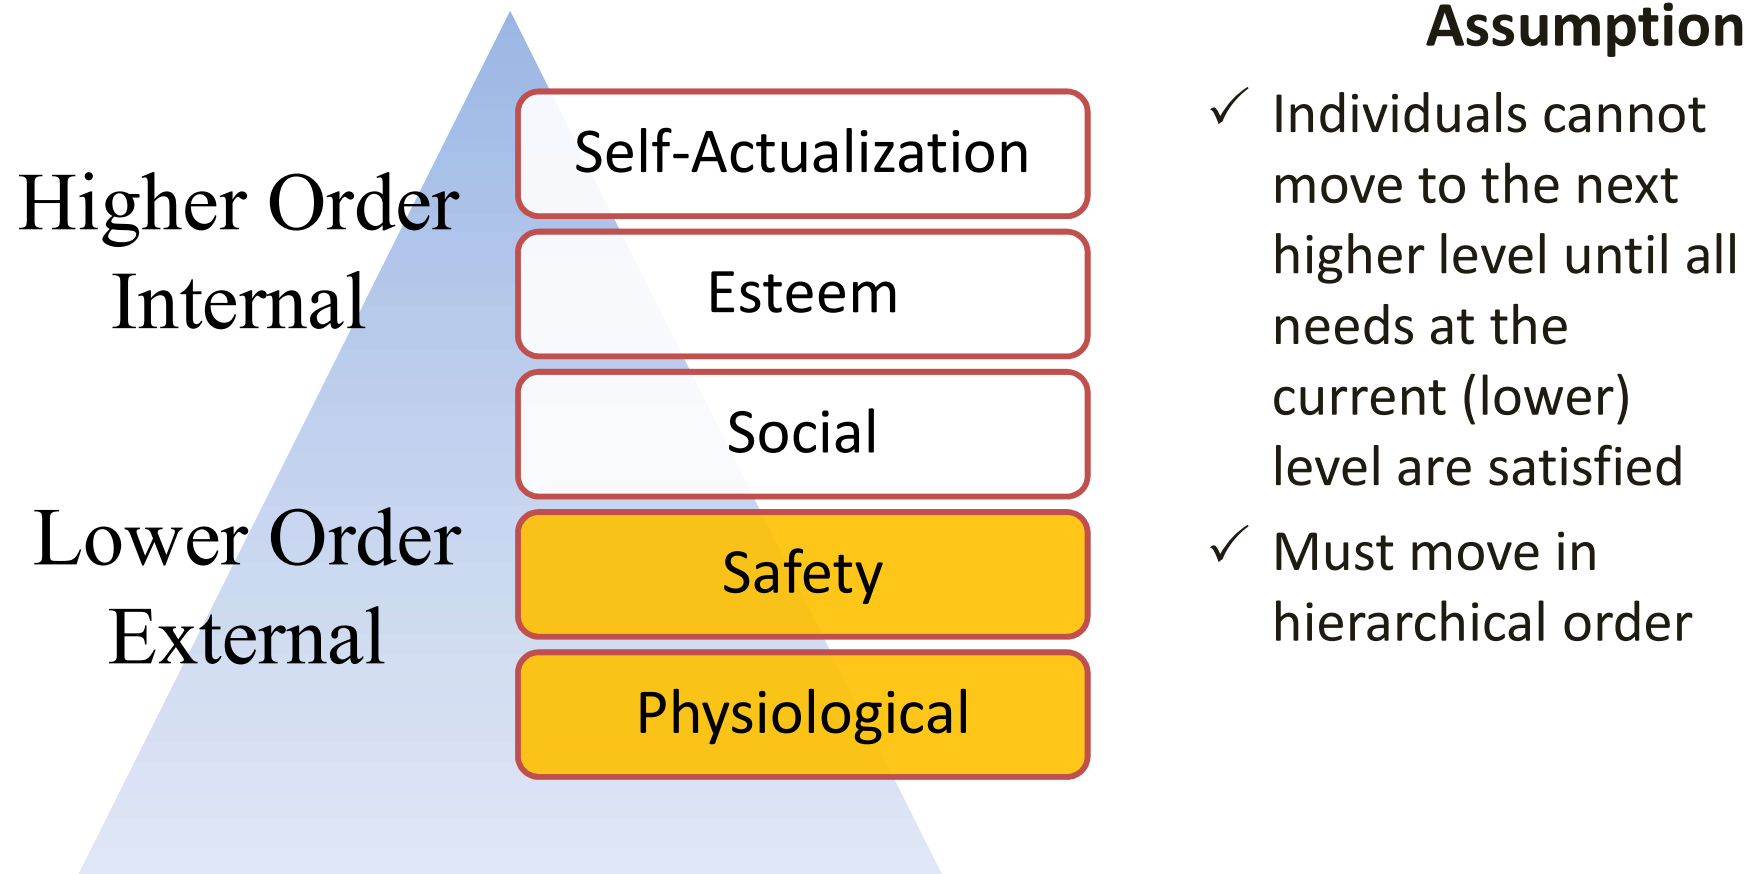 Higher Order
Internal
Lower Order
External
Self-Actualization
Esteem
Social
Safety
Physiological
Assumption
✓ Individuals cannot
move to the next
higher level until all
needs at the
current (lower)
level are satisfied
✓ Must move in
hierarchical order